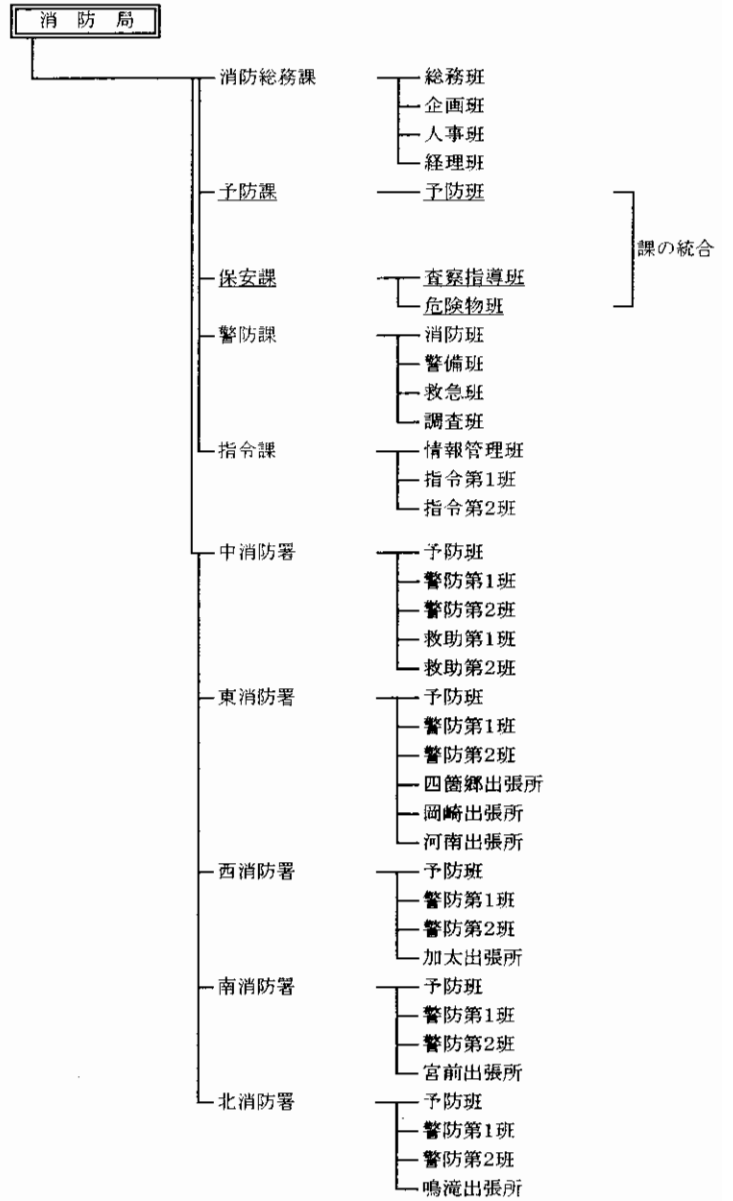 消防局
消防総務課 総務班
企画班
人事班
経理班
予防課 予防班
課の統合
保安課 査察指導班
危険物班
警防課 消防班
警備班
救急班
調査班
指令課 情報管理班
指令第1班
指令第2班
中消防署 予防班
警防第1班
警防第2班
救助第1班
救助第2班
東消防署 予防班
警防第1班
警防第2班
四箇郷出張所
岡崎出張所
河南出張所
西消防署 予防班
警防第1班
警防第2班
加太出張所
南消防署 予防班
警防第1班
警防第2班
宮前出張所
北消防署 予防班
警防第1班
警防第2班
鳴滝出張所